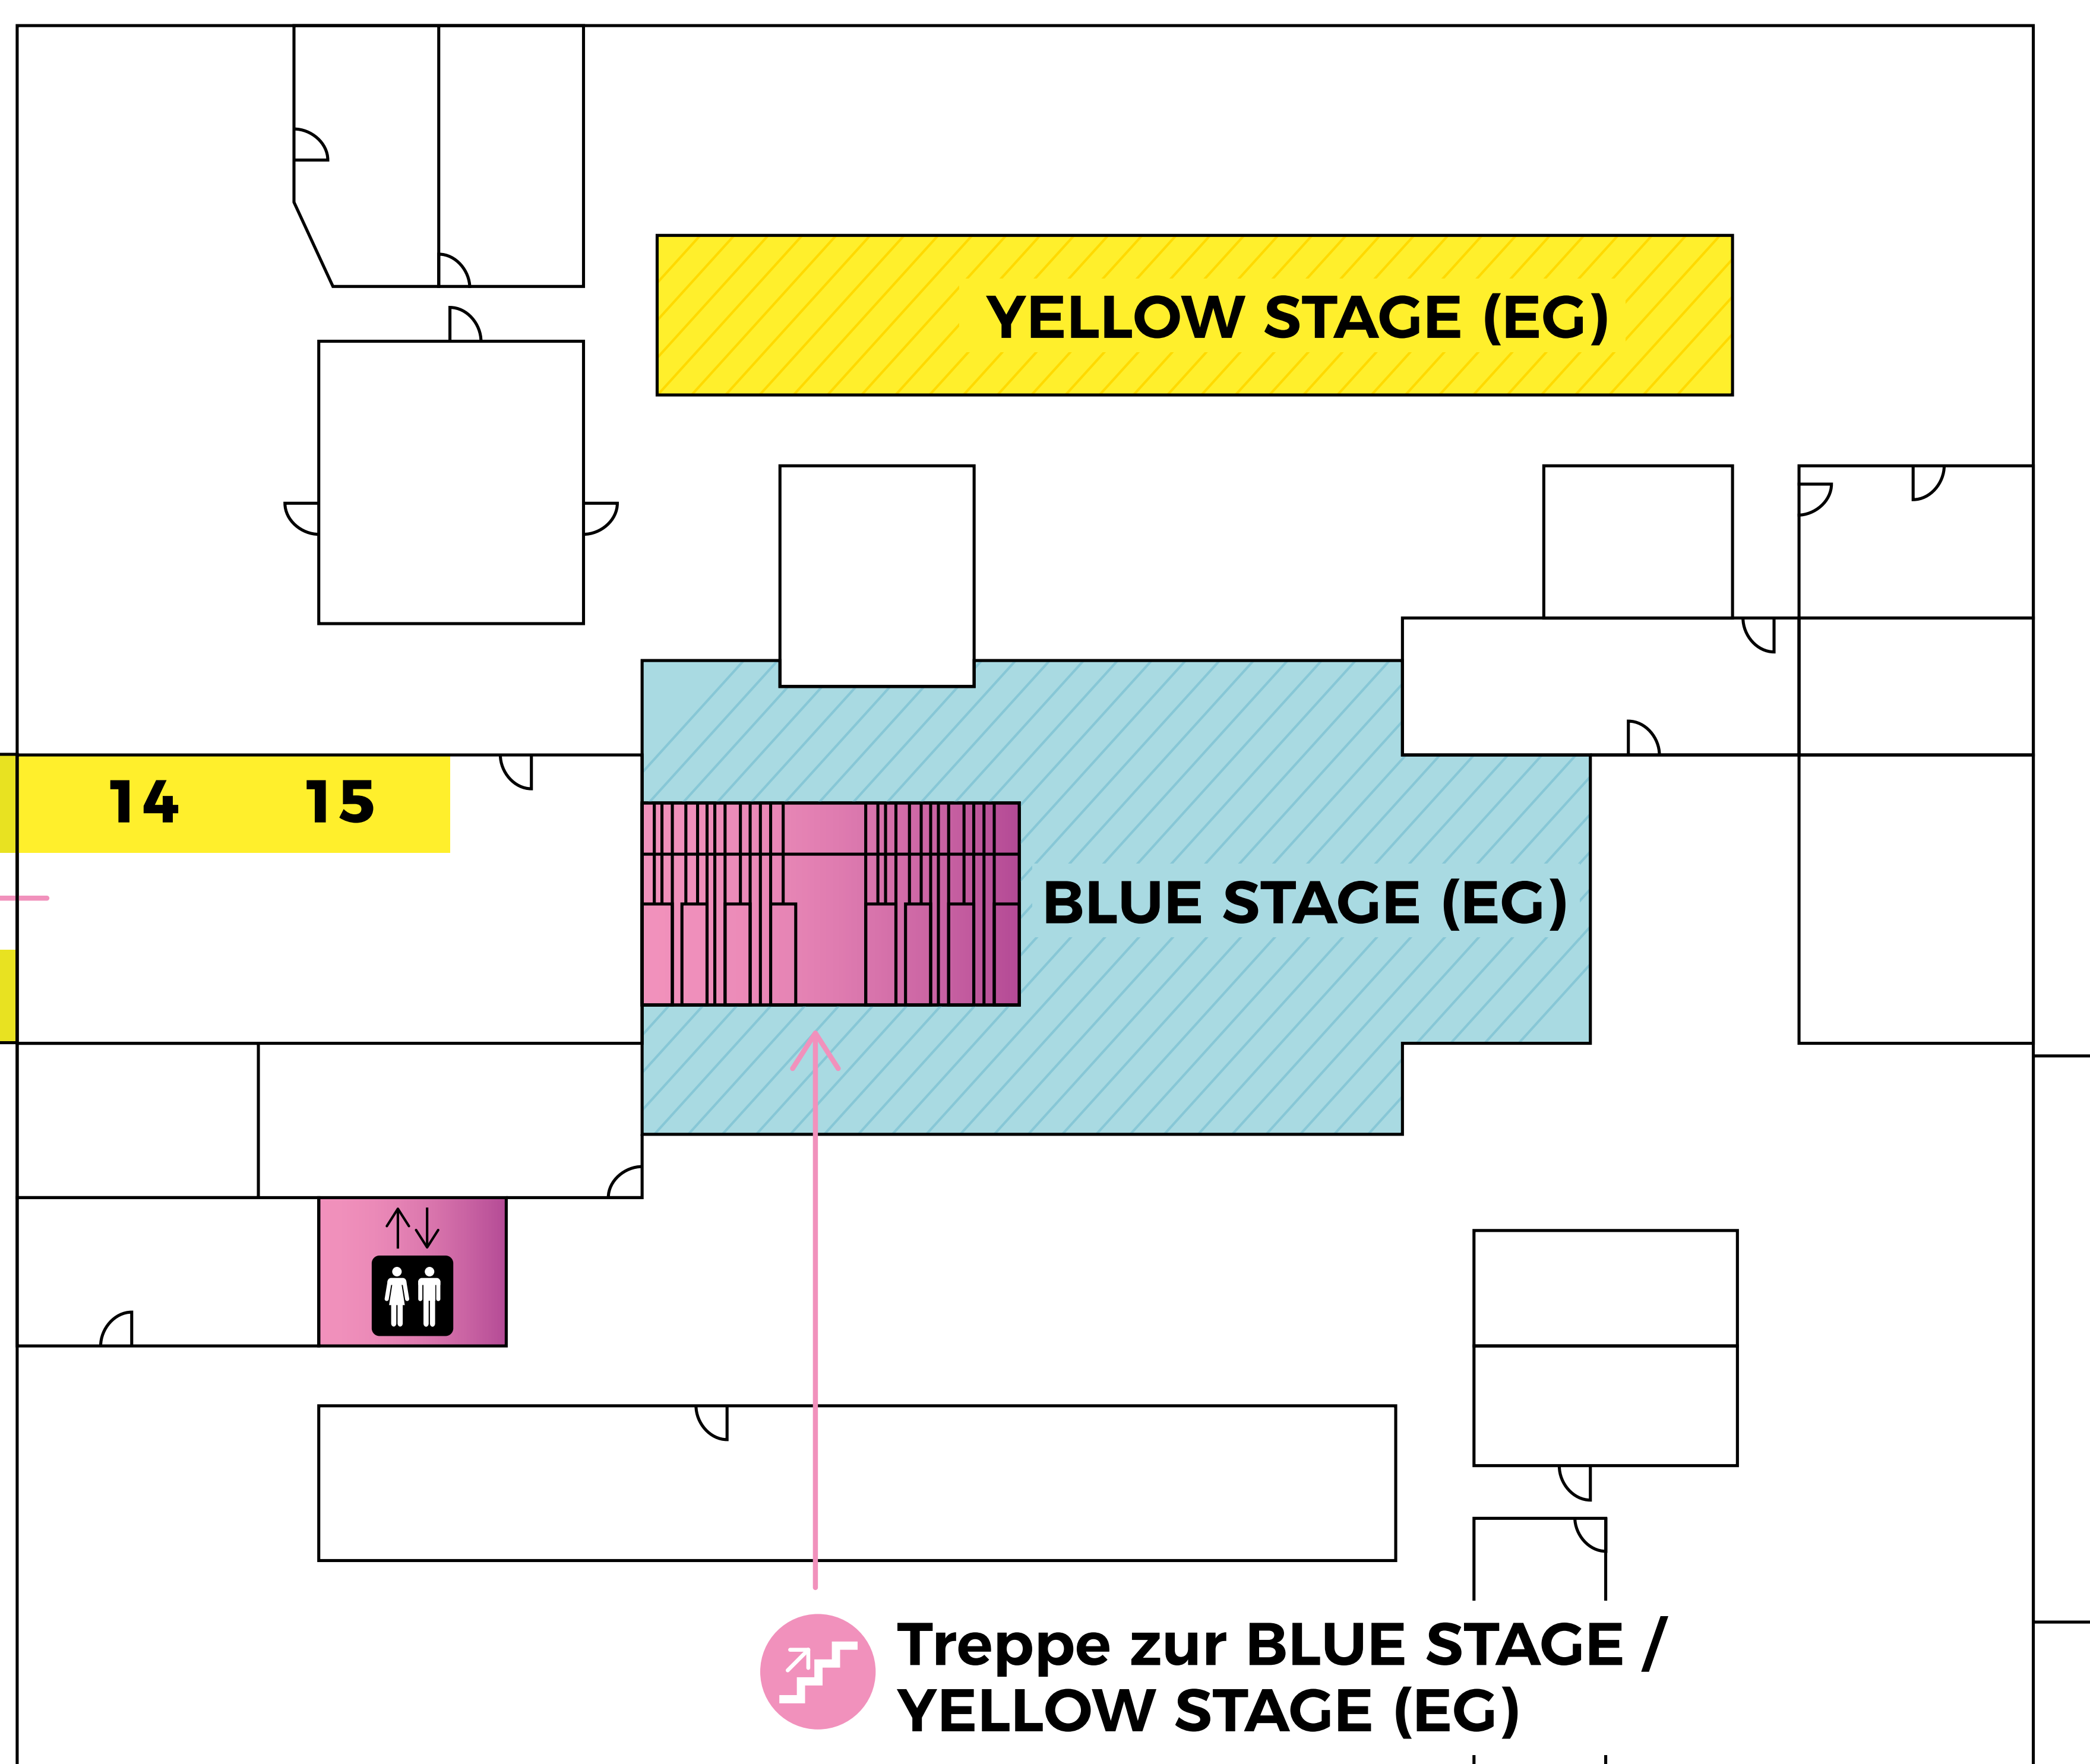 YELLOW STAGE (EG)
14 15
BLUE STAGE (EG)
Treppe zur BLUE STAGE /
YELLOW STAGE (EG)